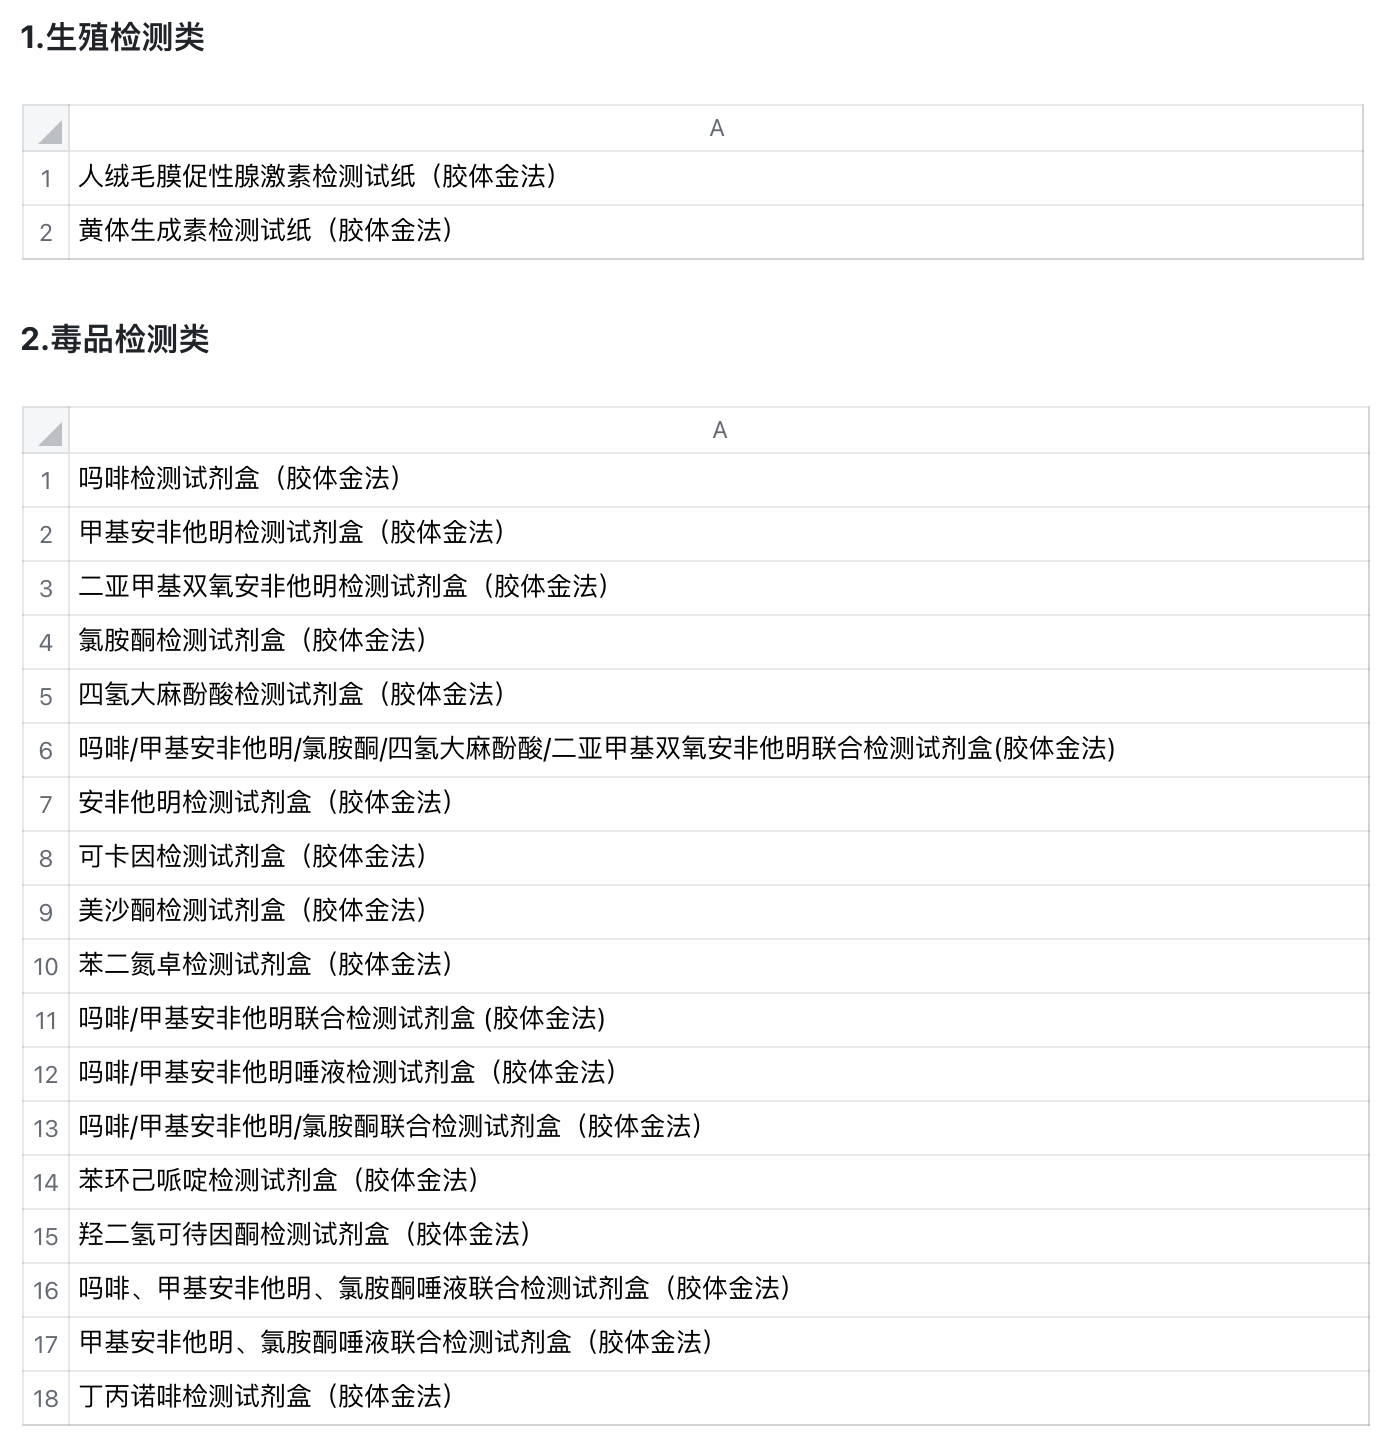 1.生殖检测类
A
1 人绒毛膜促性腺激素检测试纸（胶体金法）
2 黄体生成素检测试纸（胶体金法）
2.毒品检测类
A
1 吗啡检测试剂盒（胶体金法）
2 甲基安非他明检测试剂盒（胶体金法）
3 二亚甲基双氧安非他明检测试剂盒（胶体金法）
4 氯胺酮检测试剂盒（胶体金法）
5 四氢大麻酚酸检测试剂盒（胶体金法）
6 吗啡/甲基安非他明/氯胺酮/四氢大麻酚酸/二亚甲基双氧安非他明联合检测试剂盒(胶体金法)
7 安非他明检测试剂盒（胶体金法）
8 可卡因检测试剂盒（胶体金法）
9 美沙酮检测试剂盒（胶体金法）
10 苯二氮卓检测试剂盒（胶体金法）
11 吗啡/甲基安非他明联合检测试剂盒 (胶体金法)
12 吗啡/甲基安非他明唾液检测试剂盒（胶体金法）
13 吗啡/甲基安非他明/氯胺酮联合检测试剂盒（胶体金法）
14 苯环己哌啶检测试剂盒（胶体金法）
15 羟二氢可待因酮检测试剂盒（胶体金法）
16 吗啡、甲基安非他明、氯胺酮唾液联合检测试剂盒（胶体金法）
17 甲基安非他明、氯胺酮唾液联合检测试剂盒（胶体金法）
18 丁丙诺啡检测试剂盒（胶体金法）